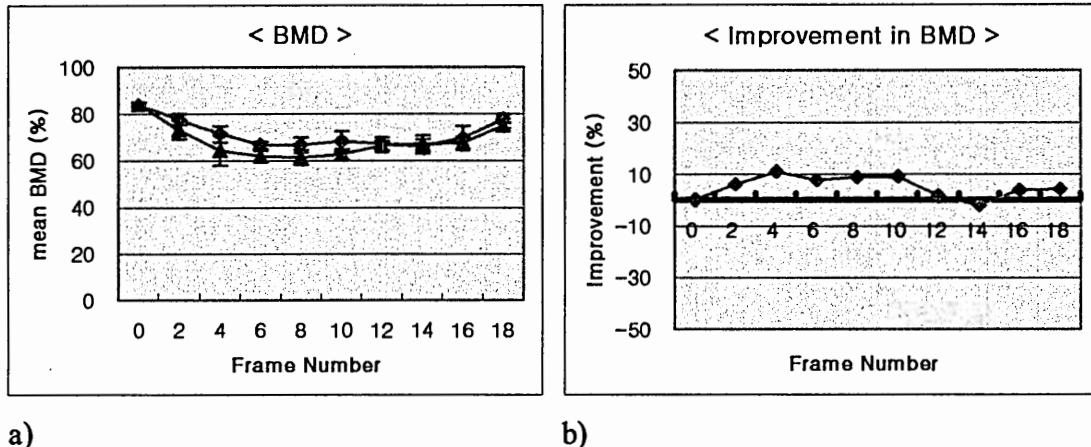 < BMD >
100
80
60
40
20
0
mean BMD (%)
0 2 4 6 8 10 12 14 16 18
Frame Number
< Improvement in BMD >
50
30
10
-10
-30
-50
Improvement (%)
0 2 4 6 8 10 12 14 16 18
Frame Number
a)
b)